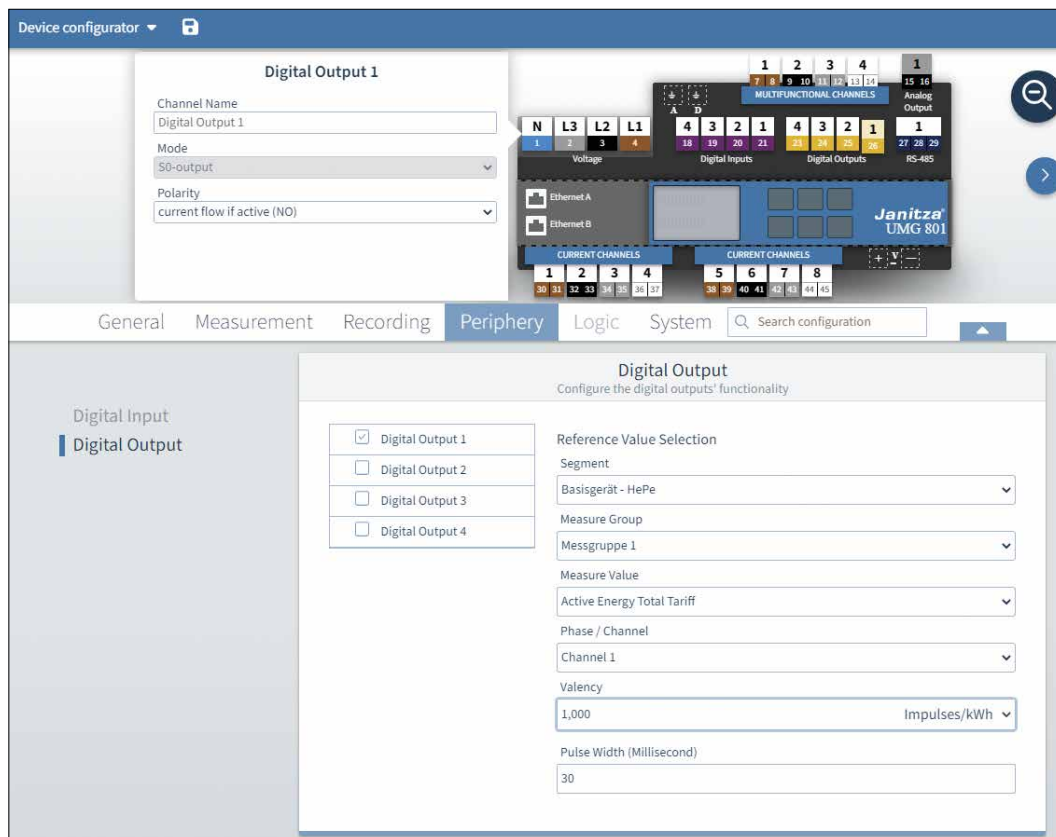 Device configurator
Digital Output 1
Channel Name
Digital Output 1
Mode
S0-output
Polarity
current flow if active (NO)
1 2 3 4 1
7 8 9 10 11 12 13 14 15 16
MULTIFUNCTIONAL CHANNELS
Analog
Output
A D
N L3 L2 L1 4 3 2 1 4 3 2 1 1
1 2 3 4 18 19 20 21 23 24 25 26 27 28 29
Voltage Digital Inputs Digital Outputs RS-485
Ethernet A
Ethernet B
Janitza®
UMG 801
CURRENT CHANNELS CURRENT CHANNELS
+ V −
1 2 3 4 5 6 7 8
30 31 32 33 34 35 36 37 38 39 40 41 42 43 44 45
General Measurement Recording Periphery Logic System Search configuration
Digital Input
Digital Output
Digital Output
Configure the digital outputs' functionality
Digital Output 1
Digital Output 2
Digital Output 3
Digital Output 4
Reference Value Selection
Segment
Basisgerät - HePe
Measure Group
Messgruppe 1
Measure Value
Active Energy Total Tariff
Phase / Channel
Channel 1
Valency
1,000 Impulses/kWh
Pulse Width (Millisecond)
30